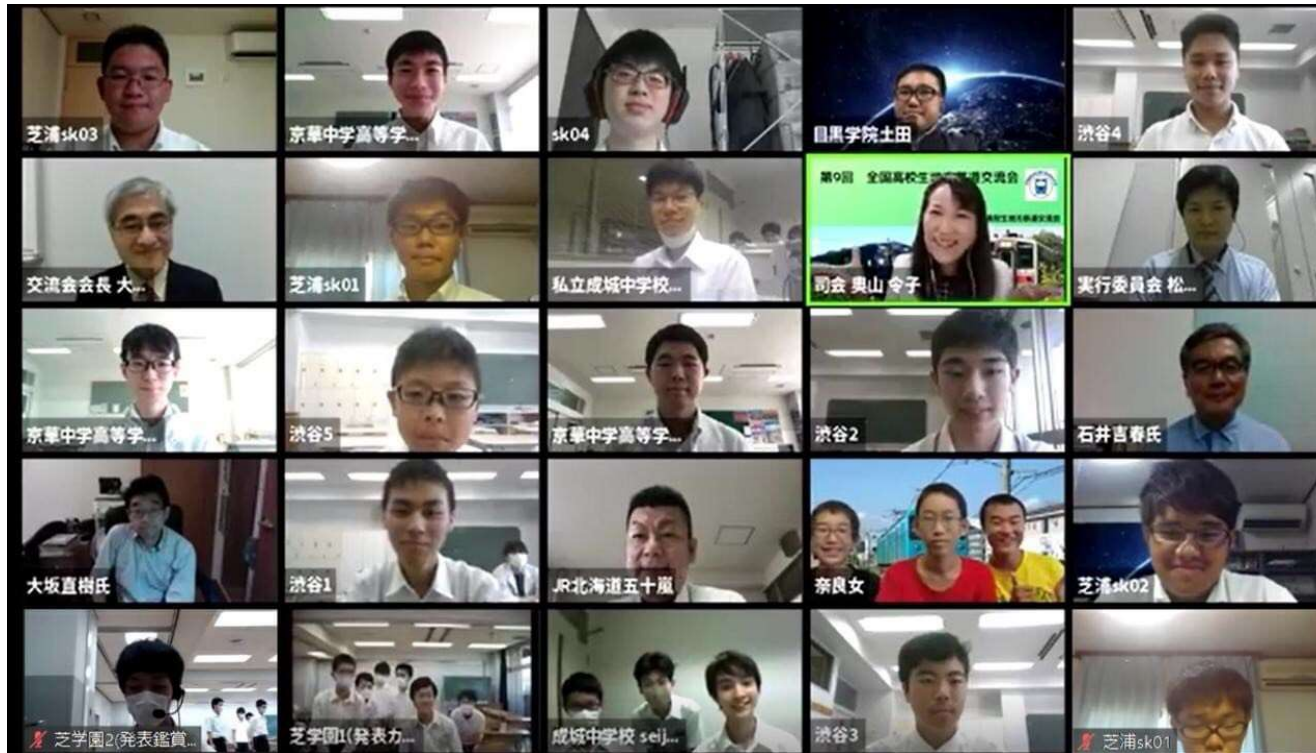 芝浦sk03
京華中学高等学...
sk04
目黒学院土田
渋谷4
交流会会長 大...
芝浦sk01
私立成城中学校...
第9回 全国高校生地方鉄道交流会
司会 奥山 令子
実行委員会 松...
京華中学高等学...
渋谷5
京華中学高等学...
渋谷2
石井吉春氏
大坂直樹氏
渋谷1
JR北海道五十嵐
奈良女
芝浦sk02
芝学園2(発表鑑賞...
芝学園1(発表カ...
成城中学校 seij...
渋谷3
芝浦sk01